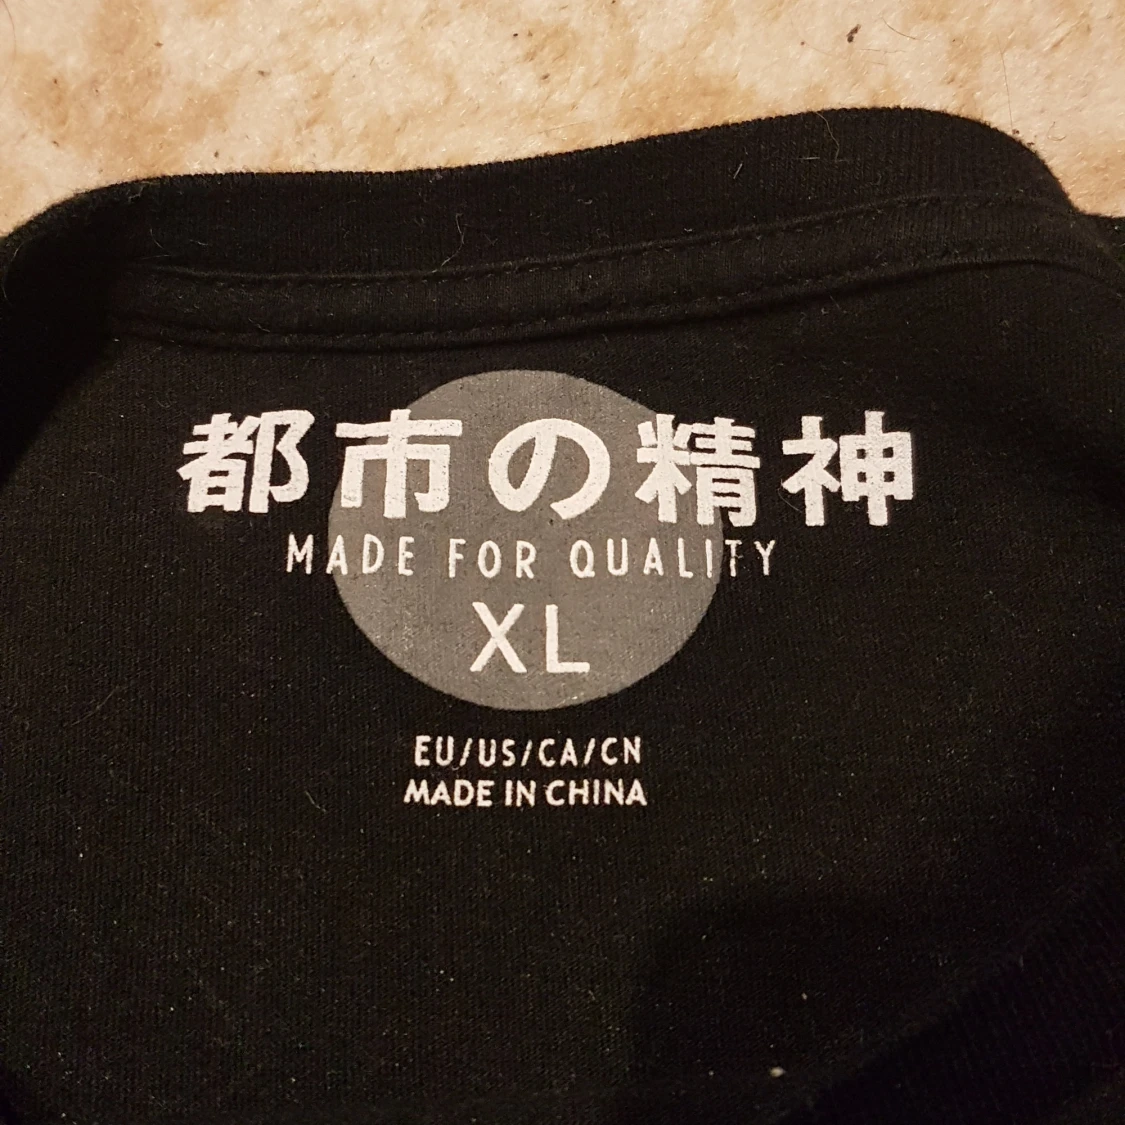 都市の精神
MADE FOR QUALITY
XL
EU/US/CA/CN
MADE IN CHINA